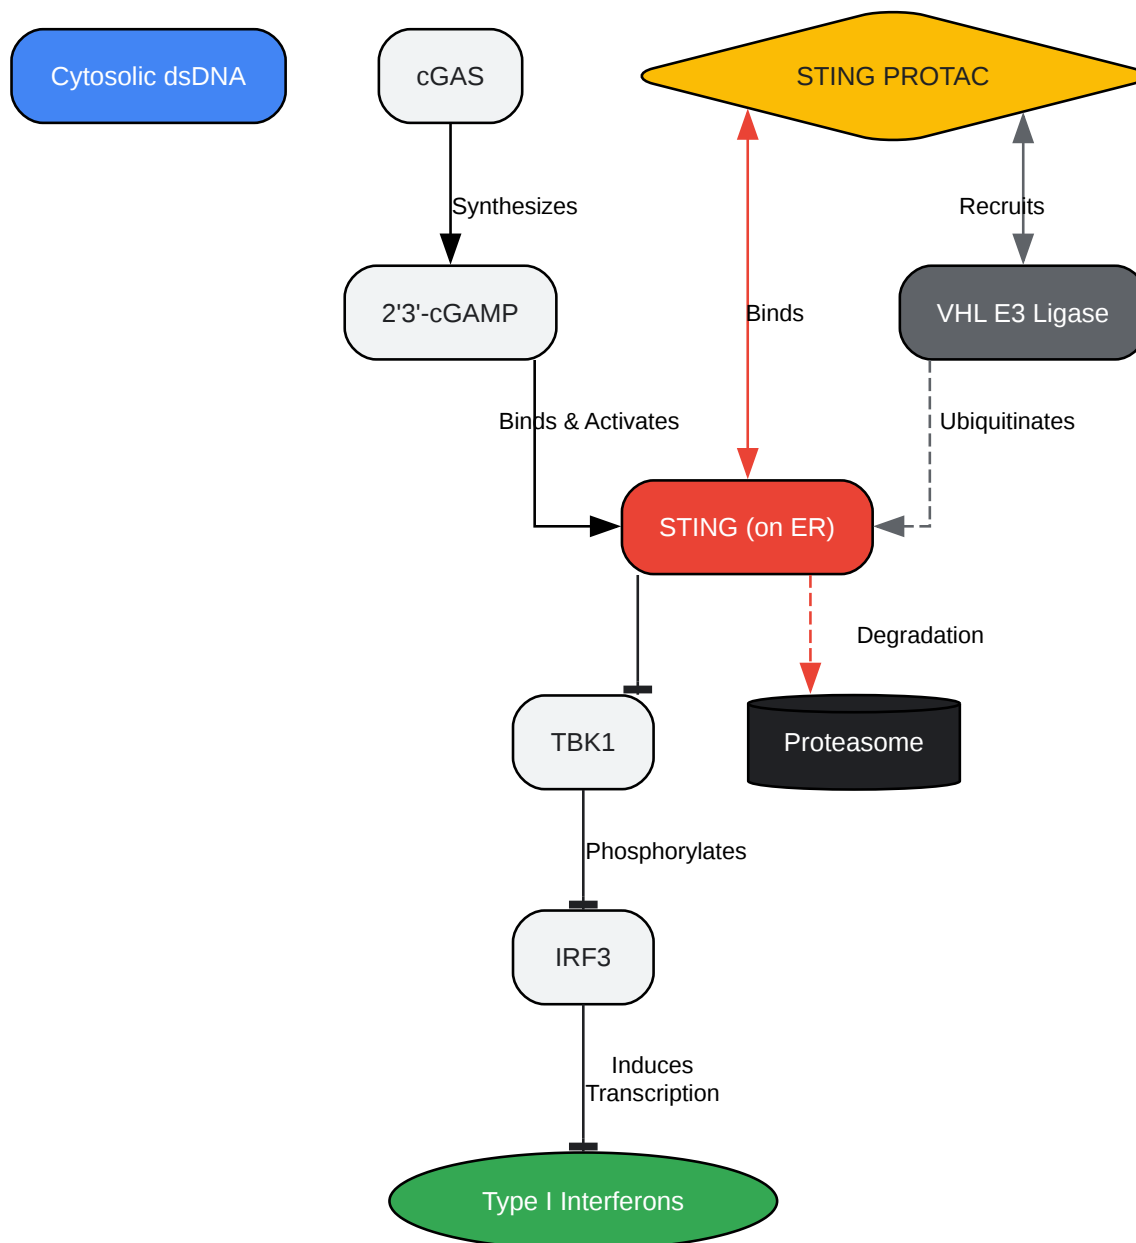 Cytosolic dsDNA
cGAS
STING PROTAC
Synthesizes
Recruits
2'3'-cGAMP
Binds
VHL E3 Ligase
Binds & Activates
Ubiquitinates
STING (on ER)
Degradation
TBK1
Proteasome
Phosphorylates
IRF3
Induces
Transcription
Type I Interferons